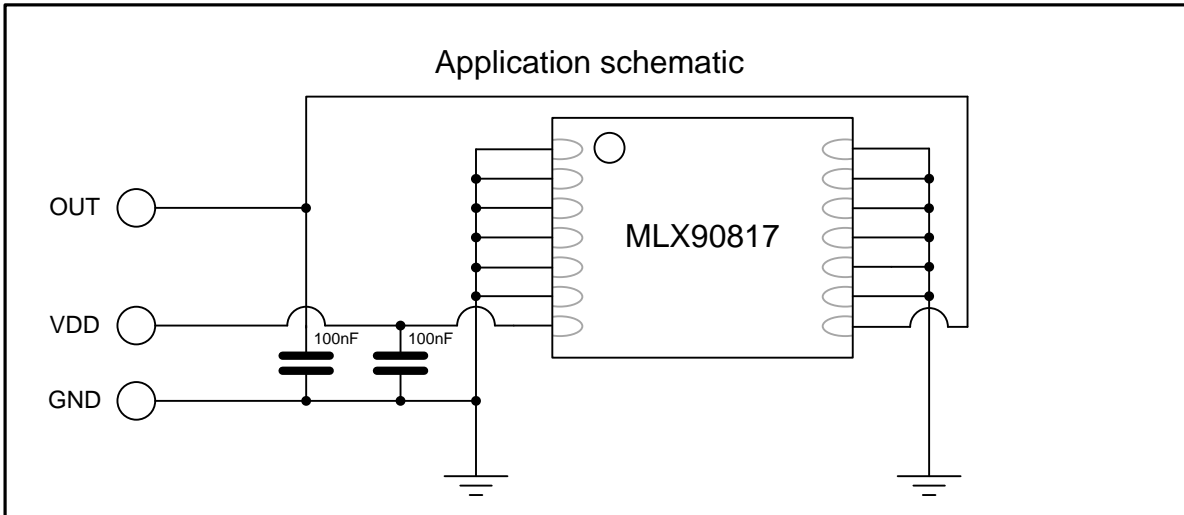 Application schematic
OUT
MLX90817
VDD
100nF
100nF
GND